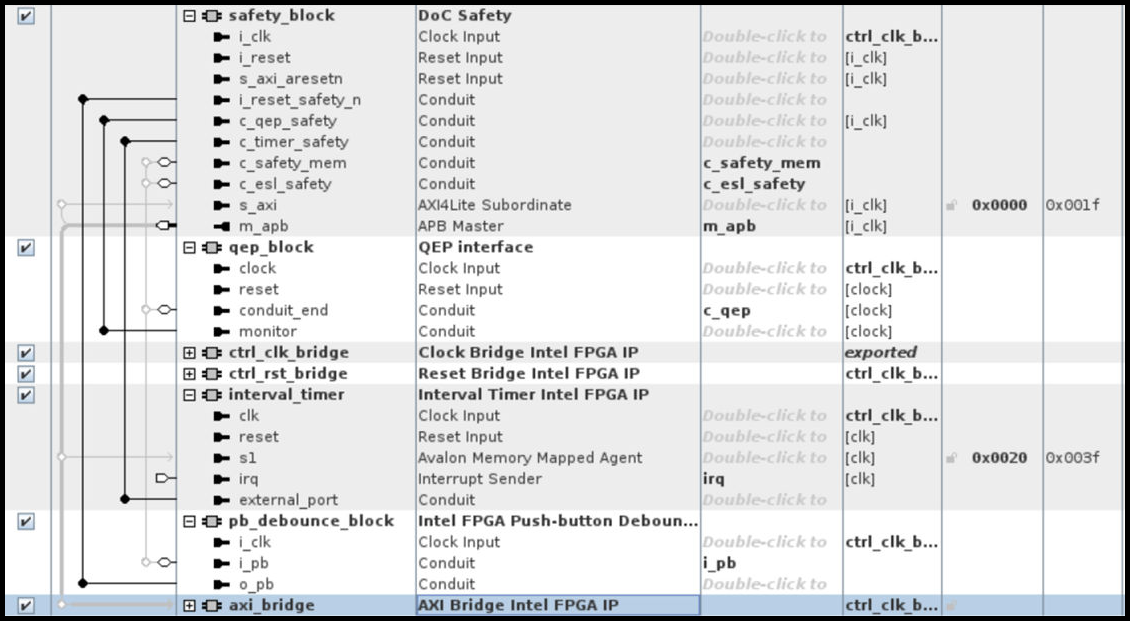 safety_block DoC Safety
i_clk Clock Input Double-click to ctrl_clk_b...
i_reset Reset Input Double-click to [i_clk]
s_axi_aresetn Reset Input Double-click to [i_clk]
i_reset_safety_n Conduit Double-click to
c_qep_safety Conduit Double-click to [i_clk]
c_timer_safety Conduit Double-click to
c_safety_mem Conduit c_safety_mem
c_esl_safety Conduit c_esl_safety
s_axi AXI4Lite Subordinate Double-click to [i_clk] 0x0000 0x001f
m_apb APB Master m_apb [i_clk]
qep_block QEP interface
clock Clock Input Double-click to ctrl_clk_b...
reset Reset Input Double-click to [clock]
conduit_end Conduit c_qep [clock]
monitor Conduit Double-click to [clock]
ctrl_clk_bridge Clock Bridge Intel FPGA IP exported
ctrl_rst_bridge Reset Bridge Intel FPGA IP ctrl_clk_b...
interval_timer Interval Timer Intel FPGA IP
clk Clock Input Double-click to ctrl_clk_b...
reset Reset Input Double-click to [clk]
s1 Avalon Memory Mapped Agent Double-click to [clk] 0x0020 0x003f
irq Interrupt Sender irq [clk]
external_port Conduit Double-click to
pb_debounce_block Intel FPGA Push-button Deboun...
i_clk Clock Input Double-click to ctrl_clk_b...
i_pb Conduit i_pb
o_pb Conduit Double-click to
axi_bridge AXI Bridge Intel FPGA IP ctrl_clk_b...